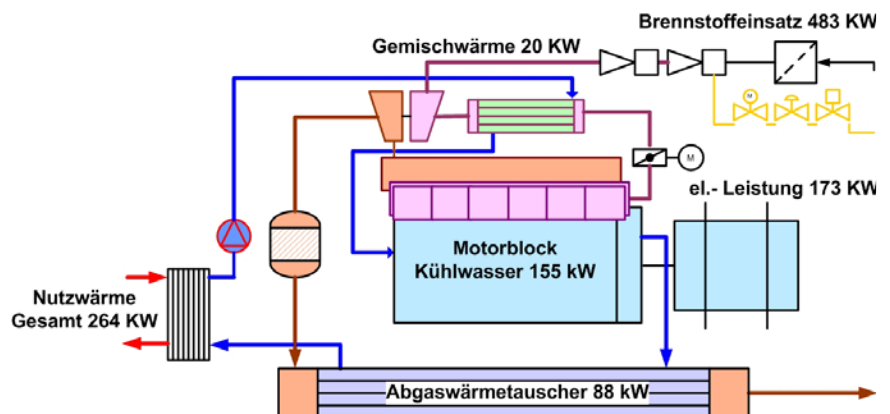 Brennstoffeinsatz 483 KW
Gemischwärme 20 KW
M
M
el.- Leistung 173 KW
Motorblock
Kühlwasser 155 kW
Nutzwärme
Gesamt 264 KW
Abgaswärmetauscher 88 kW